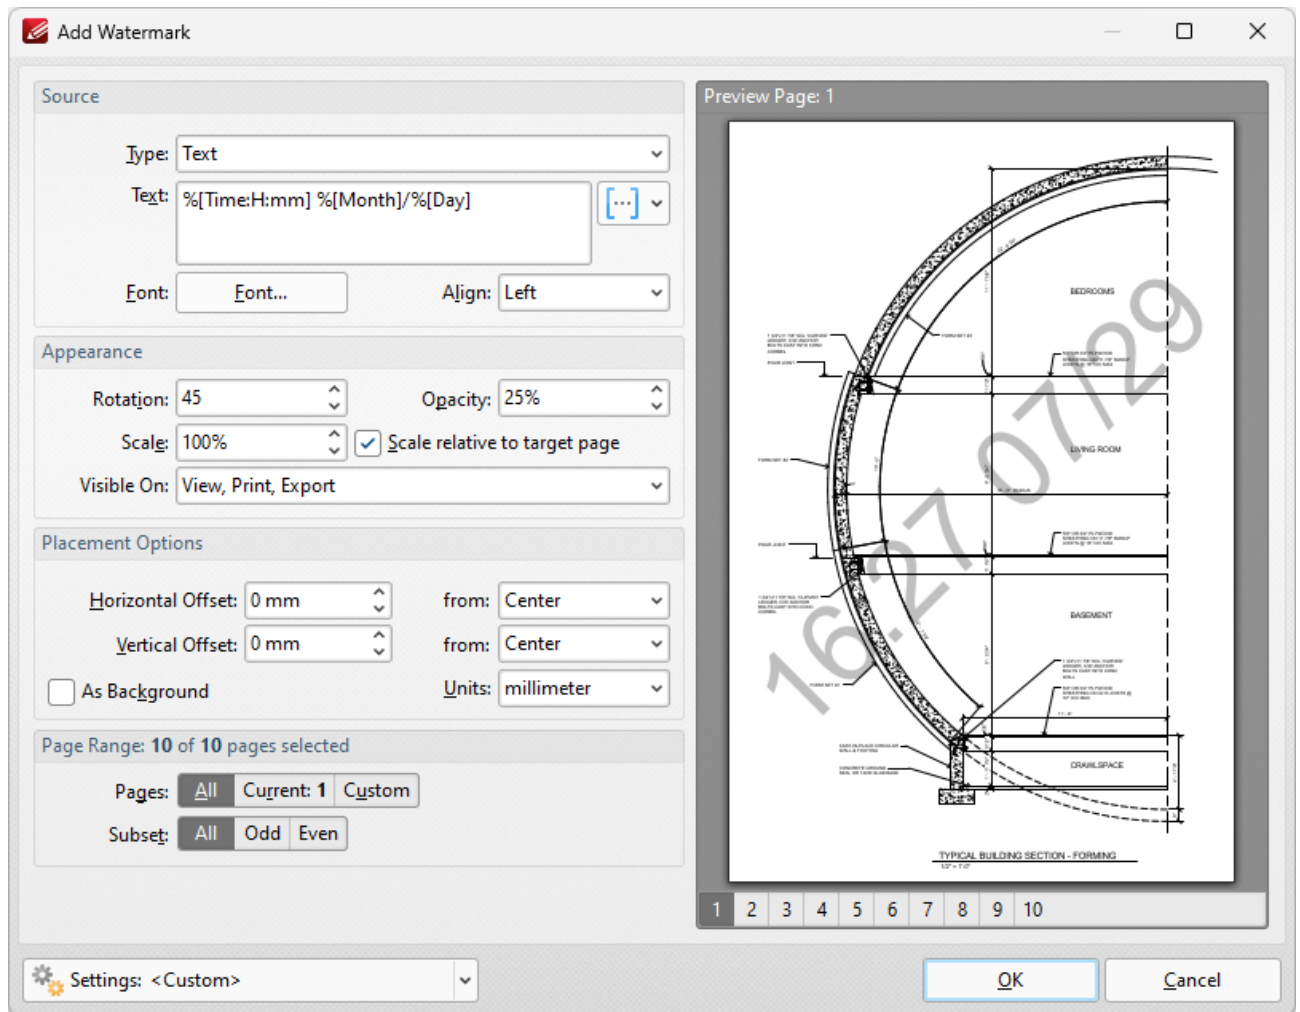 Add Watermark
Source
Type: Text
Text: %[Time:H:mm] %[Month]/%[Day]
Font: Font...
Align: Left
Appearance
Rotation: 45
Opacity: 25%
Scale: 100%
Scale relative to target page
Visible On: View, Print, Export
Placement Options
Horizontal Offset: 0 mm from: Center
Vertical Offset: 0 mm from: Center
As Background
Units: millimeter
Page Range: 10 of 10 pages selected
Pages: All Current: 1 Custom
Subset: All Odd Even
Preview Page: 1
BEDROOMS
LIVING ROOM
16:27 07/29
BASEMENT
CRAWLSPACE
TYPICAL BUILDING SECTION - FORMING
1 2 3 4 5 6 7 8 9 10
Settings: <Custom>
OK
Cancel